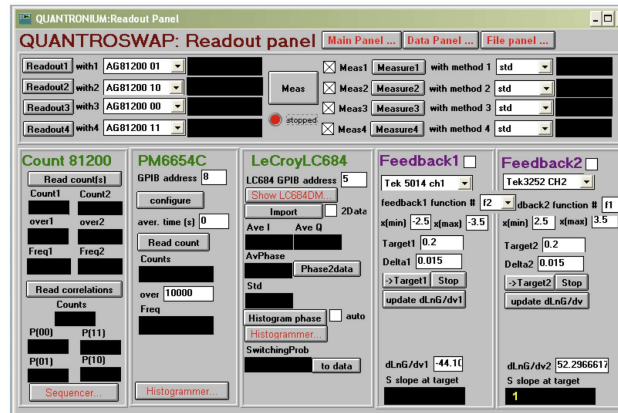 QUANTRONIUM:Readout Panel
QUANTROSWAP: Readout panel Main Panel ... Data Panel ... File panel ...
Readout1 with1 AG81200 01 Meas1 Measure1 with method 1 std
Readout2 with2 AG81200 10 Meas Meas2 Measure2 with method 2 std
Readout3 with3 AG81200 00 Meas3 Measure3 with method 3 std
Readout4 with4 AG81200 11 stopped Meas4 Measure4 with method 4 std
Count 81200
Read count(s)
Count1 Count2
over1 over2
Freq1 Freq2
Read correlations
Counts
P(00) P(11)
P(01) P(10)
Sequencer...
PM6654C
GPIB address 8
configure
aver. time (s) 0
Read count
Counts
over 10000
Freq
Histogrammer...
LeCroyLC684
LC684 GPIB address 5
Show LC684DM...
Import 2Data
Ave I Ave Q
AvPhase
Phase2data
Std
Histogram phase auto
Histogrammer...
SwitchingProb
to data
Feedback1
Tek 5014 ch1
feedback1 function # f2
x(min) -2.5 x(max) -3.5
Target1 0.2
Delta1 0.015
->Target1 Stop
update dLnG/dv1
dLnG/dv1 -44.10
S slope at target
Feedback2
Tek3252 CH2
dback2 function # f1
x(min) 2.5 x(max) 3.5
Target2 0.2
Delta2 0.015
->Target2 Stop
update dLnG/dv
dLnG/dv2 52.2966617
S slope at target
1